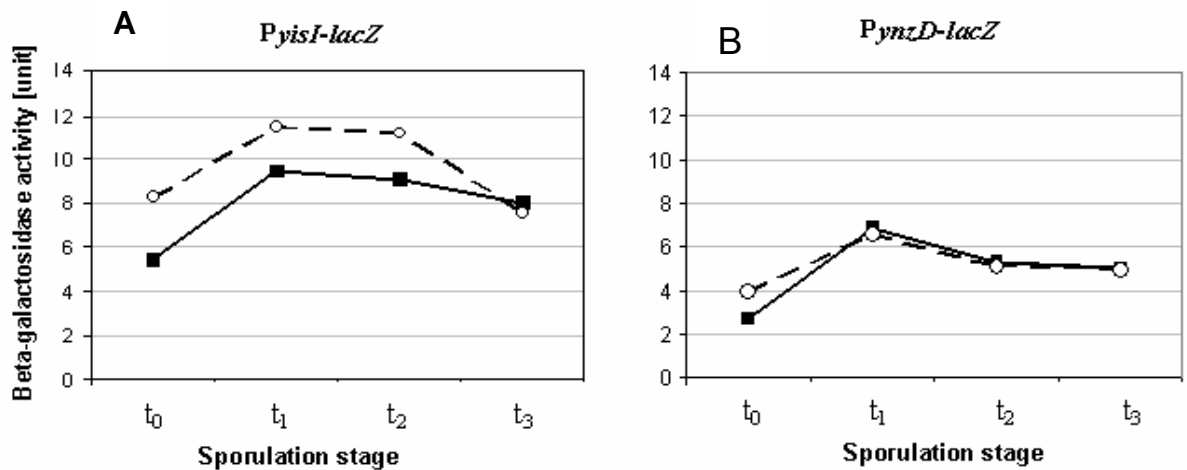 A
PyisI-lacZ
Beta-galactosidase activity [unit]
14
12
10
8
6
4
2
0
t₀ t₁ t₂ t₃
Sporulation stage
B
PynzD-lacZ
14
12
10
8
6
4
2
0
t₀ t₁ t₂ t₃
Sporulation stage